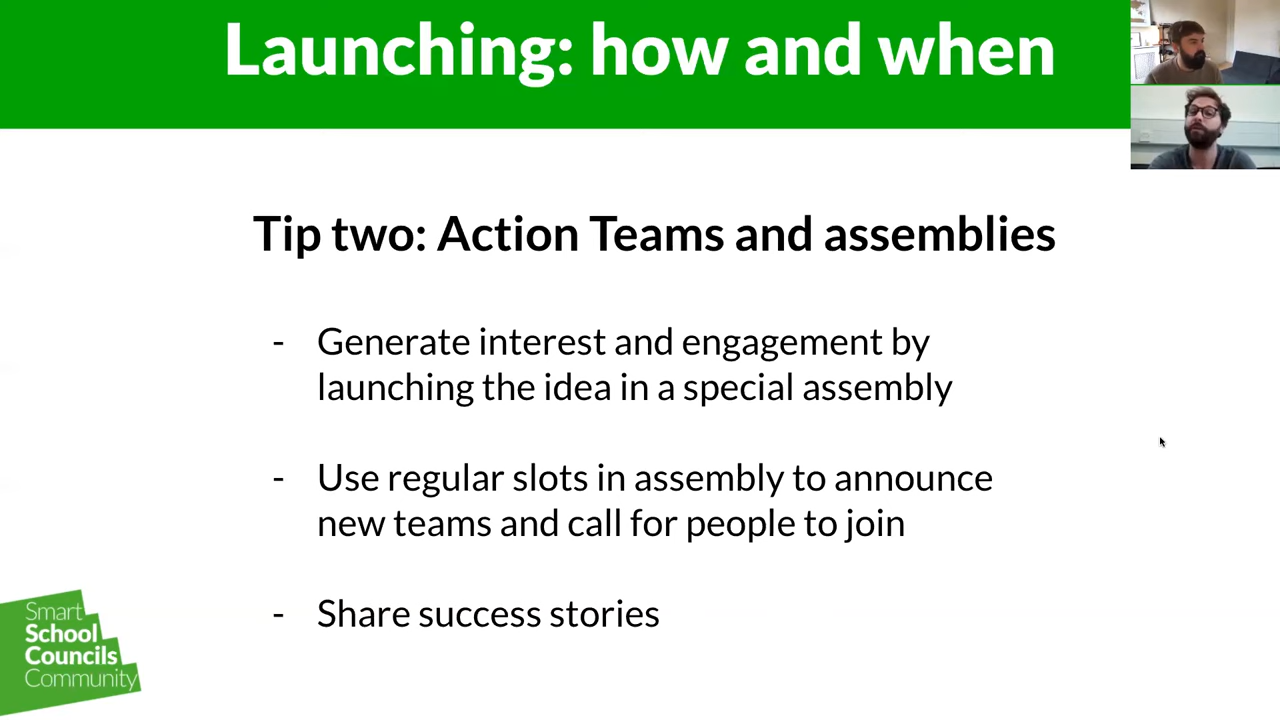 Launching: how and when
Tip two: Action Teams and assemblies
- Generate interest and engagement by
launching the idea in a special assembly
- Use regular slots in assembly to announce
new teams and call for people to join
- Share success stories
Smart
School
Councils
Community